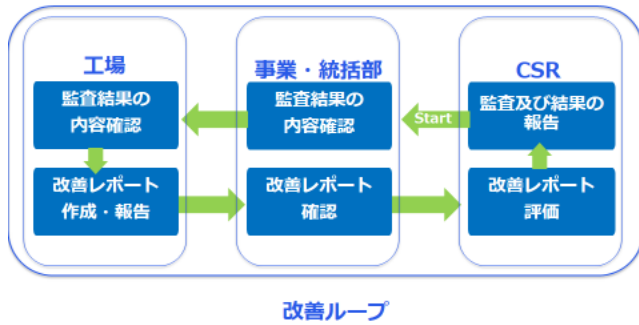 工場
監査結果の
内容確認
改善レポート
作成・報告
事業・統括部
監査結果の
内容確認
改善レポート
確認
CSR
監査及び結果の
報告
改善レポート
評価
Start
改善ループ